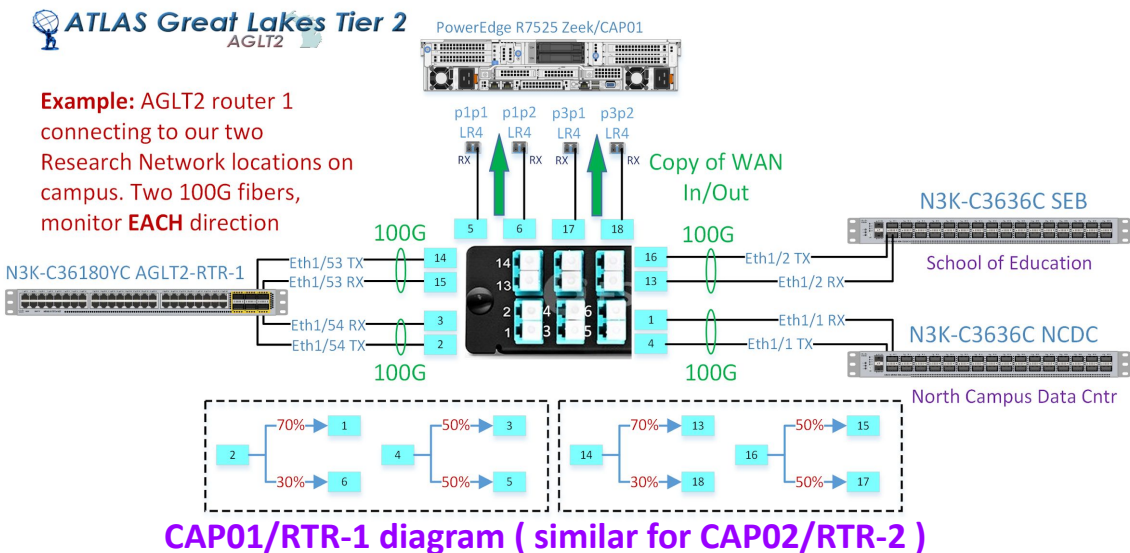 ATLAS Great Lakes Tier 2
AGLT2
PowerEdge R7525 Zeek/CAP01
Example: AGLT2 router 1
connecting to our two
Research Network locations on
campus. Two 100G fibers,
monitor EACH direction
p1p1 p1p2 p3p1 p3p2
LR4 LR4 LR4 LR4
RX RX RX RX
Copy of WAN
In/Out
5 6 17 18
N3K-C3636C SEB
School of Education
100G 100G
N3K-C36180YC AGLT2-RTR-1
Eth1/53 TX 14
Eth1/53 RX 15
Eth1/54 RX 3
Eth1/54 TX 2
14
13
2 4 6
1 3 5
16 Eth1/2 TX
13 Eth1/2 RX
1 Eth1/1 RX
4 Eth1/1 TX
N3K-C3636C NCDC
North Campus Data Cntr
100G 100G
2 70% 1
30% 6
4 50% 3
50% 5
14 70% 13
30% 18
16 50% 15
50% 17
CAP01/RTR-1 diagram ( similar for CAP02/RTR-2 )